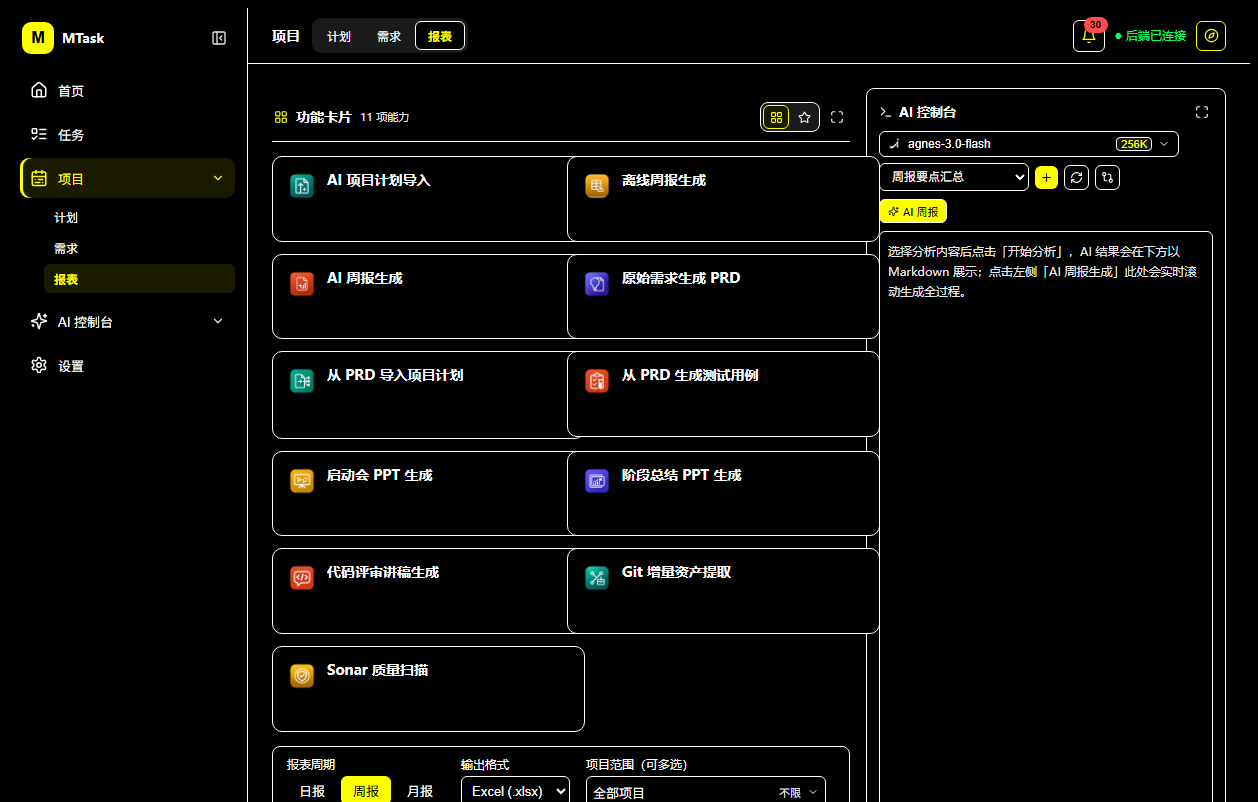 M MTask
首页
任务
项目
计划
需求
报表
AI 控制台
设置
项目 计划 需求 报表
30
后端已连接
功能卡片 11 项能力
AI 项目计划导入
离线周报生成
AI 周报生成
原始需求生成 PRD
从 PRD 导入项目计划
从 PRD 生成测试用例
启动会 PPT 生成
阶段总结 PPT 生成
代码评审讲稿生成
Git 增量资产提取
Sonar 质量扫描
报表周期 输出格式 项目范围（可多选）
日报 周报 月报 Excel (.xlsx) 全部项目 不限
AI 控制台
agnes-3.0-flash 256K
周报要点汇总
AI 周报
选择分析内容后点击「开始分析」，AI 结果会在下方以
Markdown 展示；点击左侧「AI 周报生成」此处会实时滚
动生成全过程。